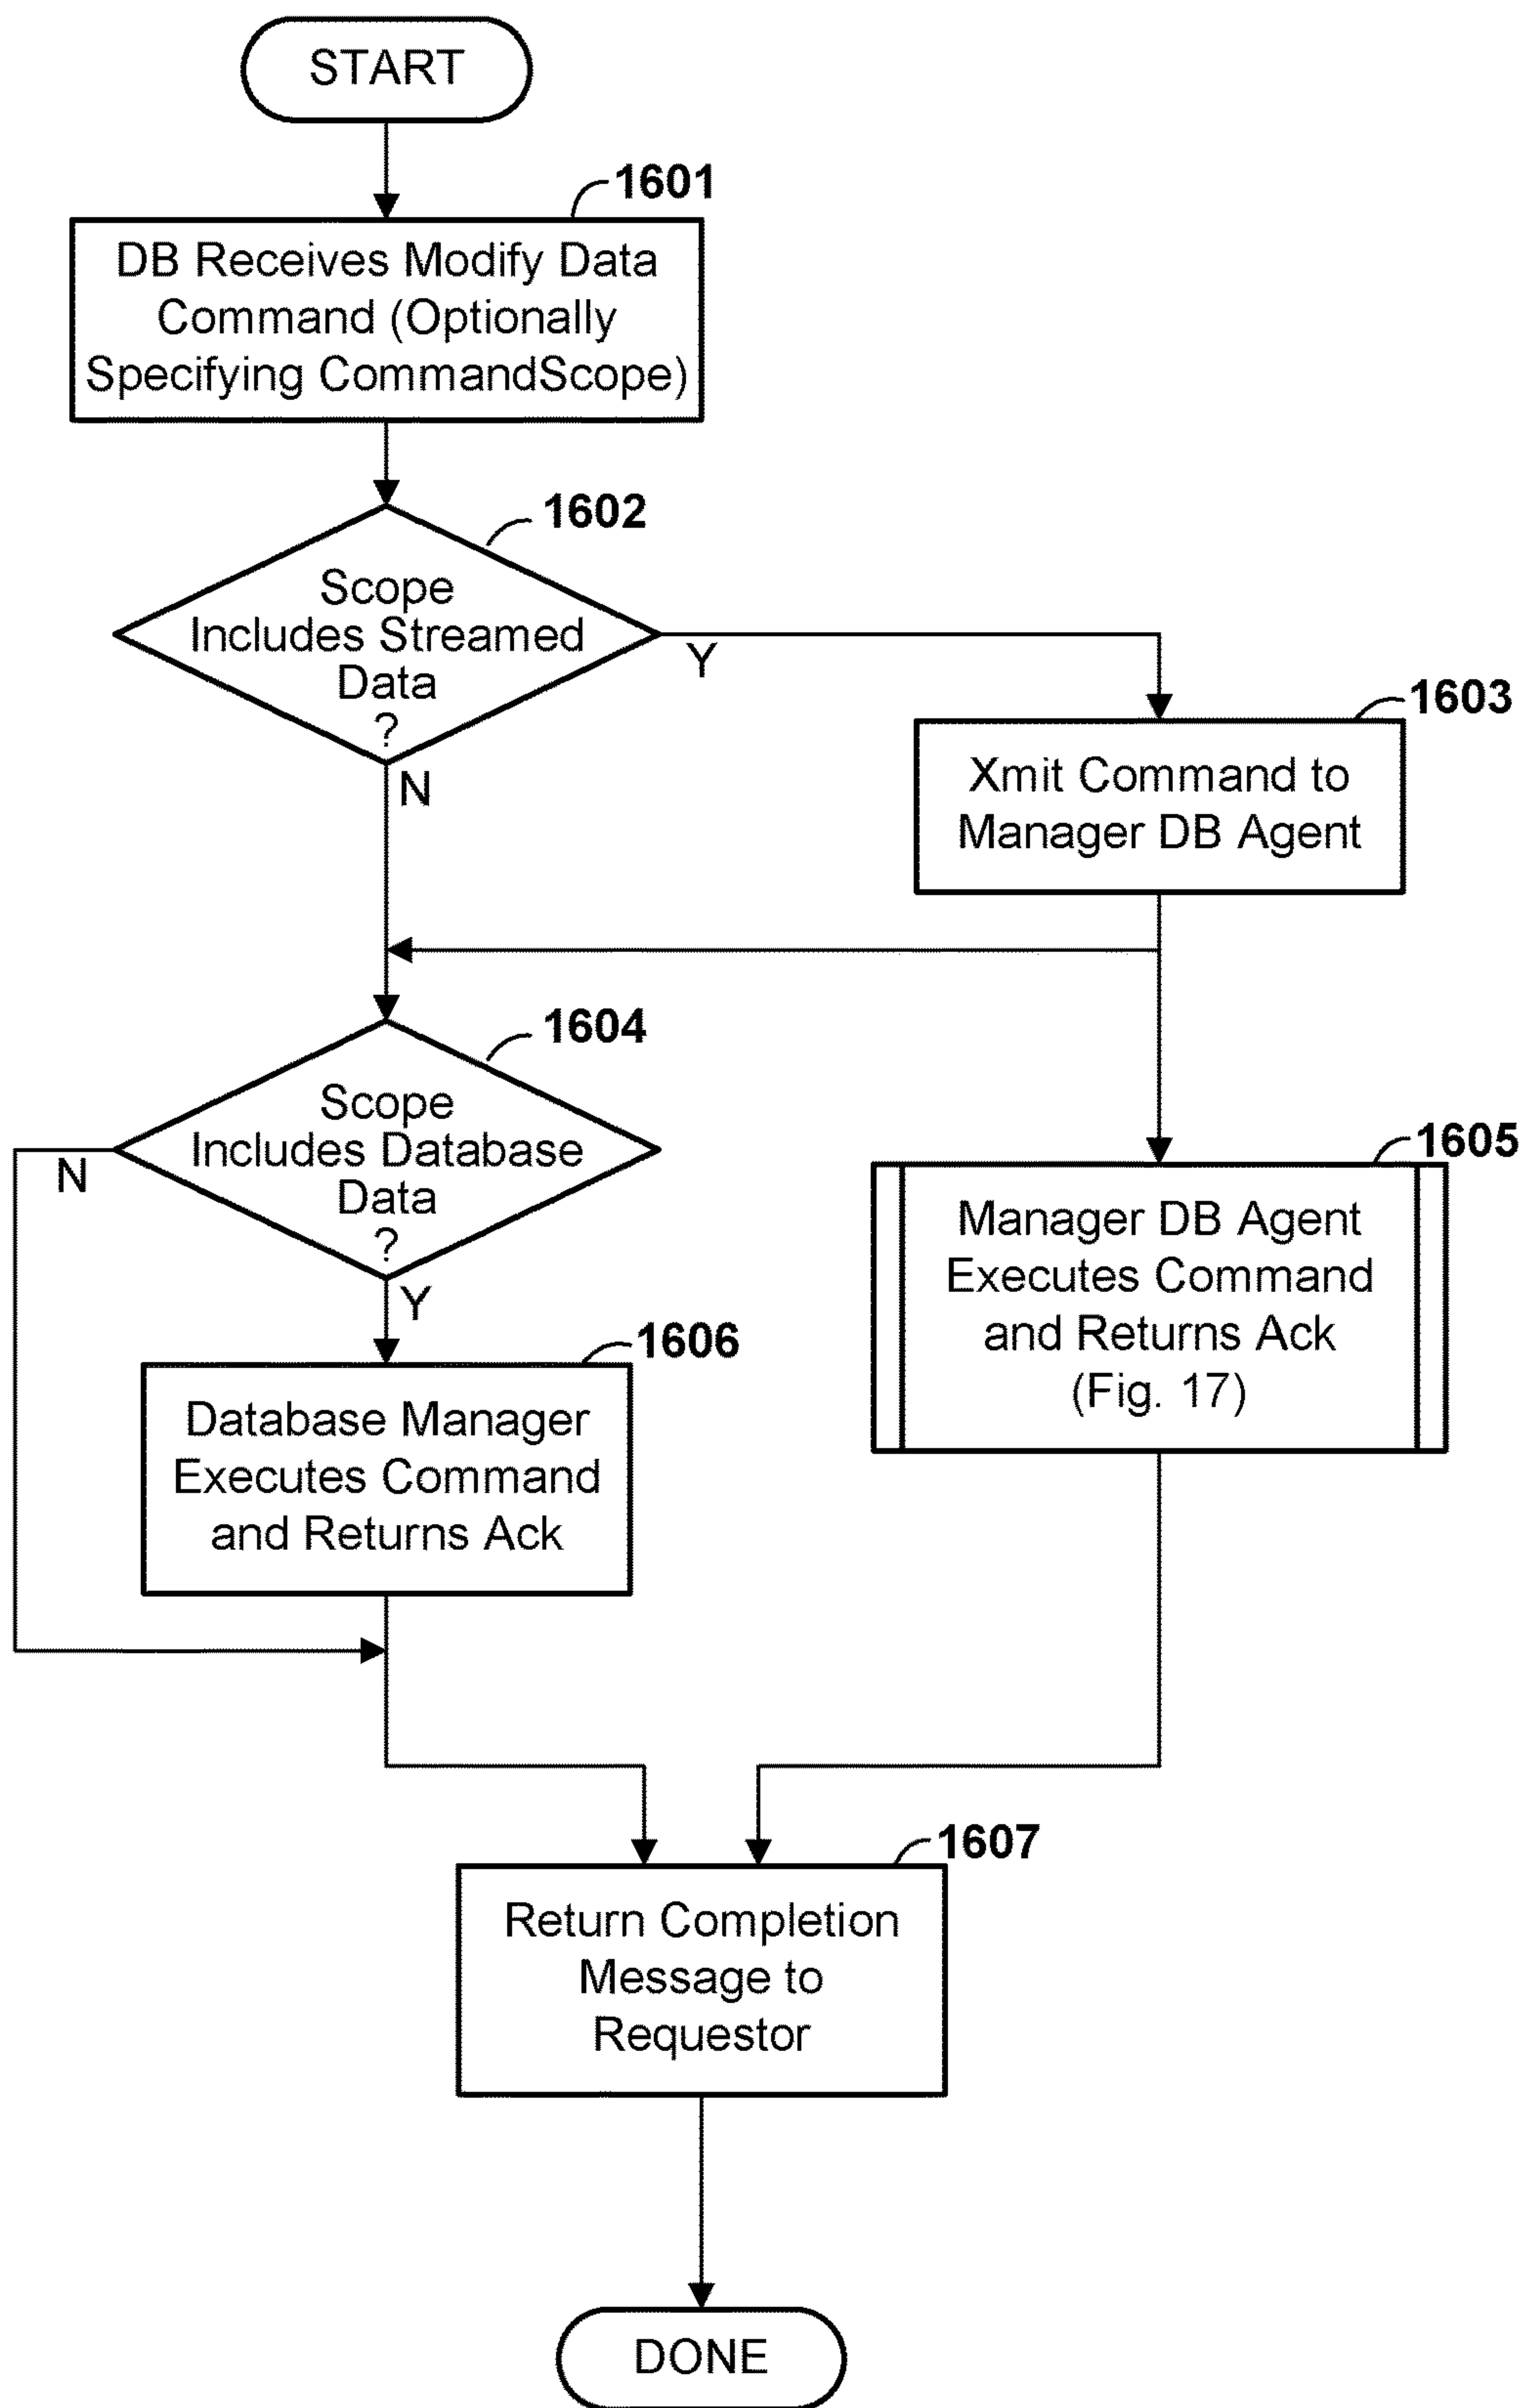 START
1601
DB Receives Modify Data
Command (Optionally
Specifying CommandScope)
1602
Scope
Includes Streamed
Data
?
Y
N
1603
Xmit Command to
Manager DB Agent
1604
Scope
Includes Database
Data
?
N
Y
1605
Manager DB Agent
Executes Command
and Returns Ack
(Fig. 17)
1606
Database Manager
Executes Command
and Returns Ack
1607
Return Completion
Message to
Requestor
DONE